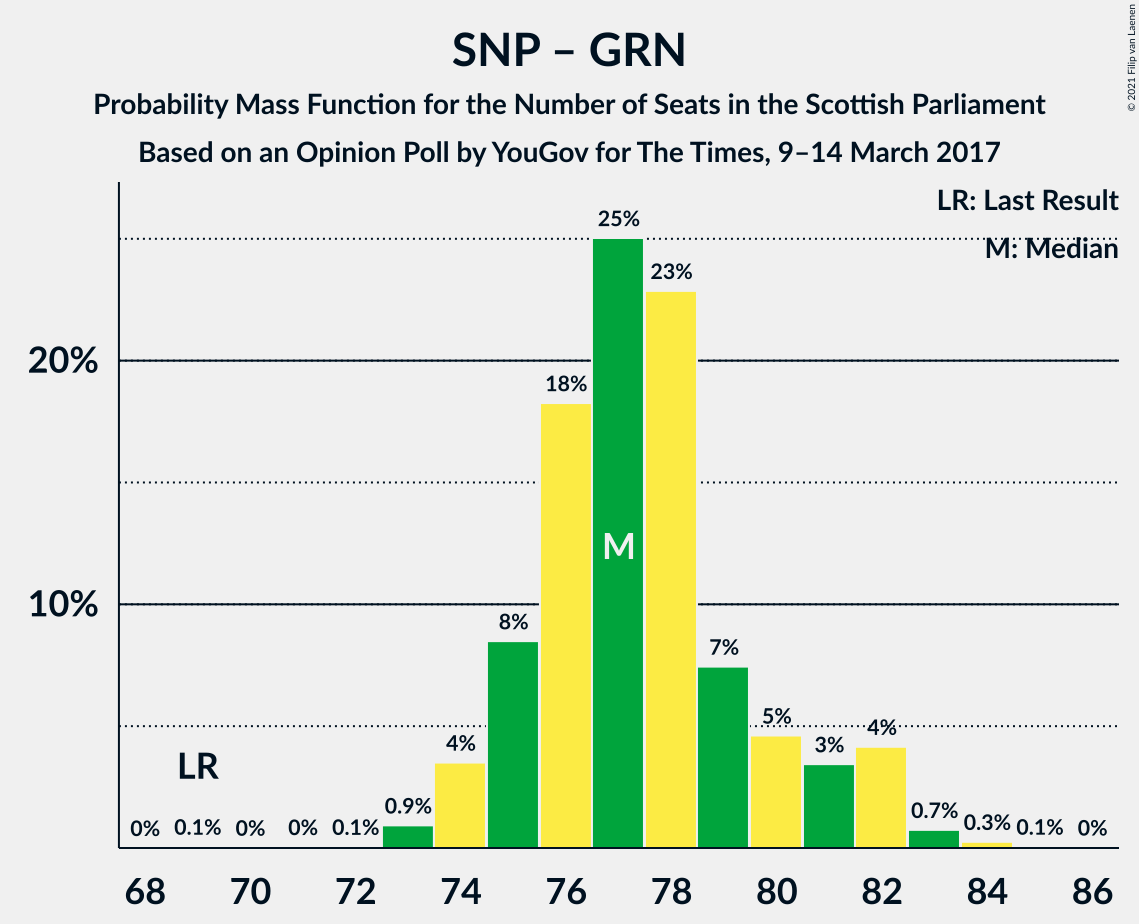 SNP – GRN
Probability Mass Function for the Number of Seats in the Scottish Parliament
Based on an Opinion Poll by YouGov for The Times, 9–14 March 2017
© 2021 Filip van Laenen
LR: Last Result
M: Median
25%
23%
20%
18%
M
10%
8%
7%
5%
4%
4%
3%
LR
0.9%
0.7%
0.3%
0% 0.1% 0% 0% 0.1% 0.1% 0%
68 70 72 74 76 78 80 82 84 86